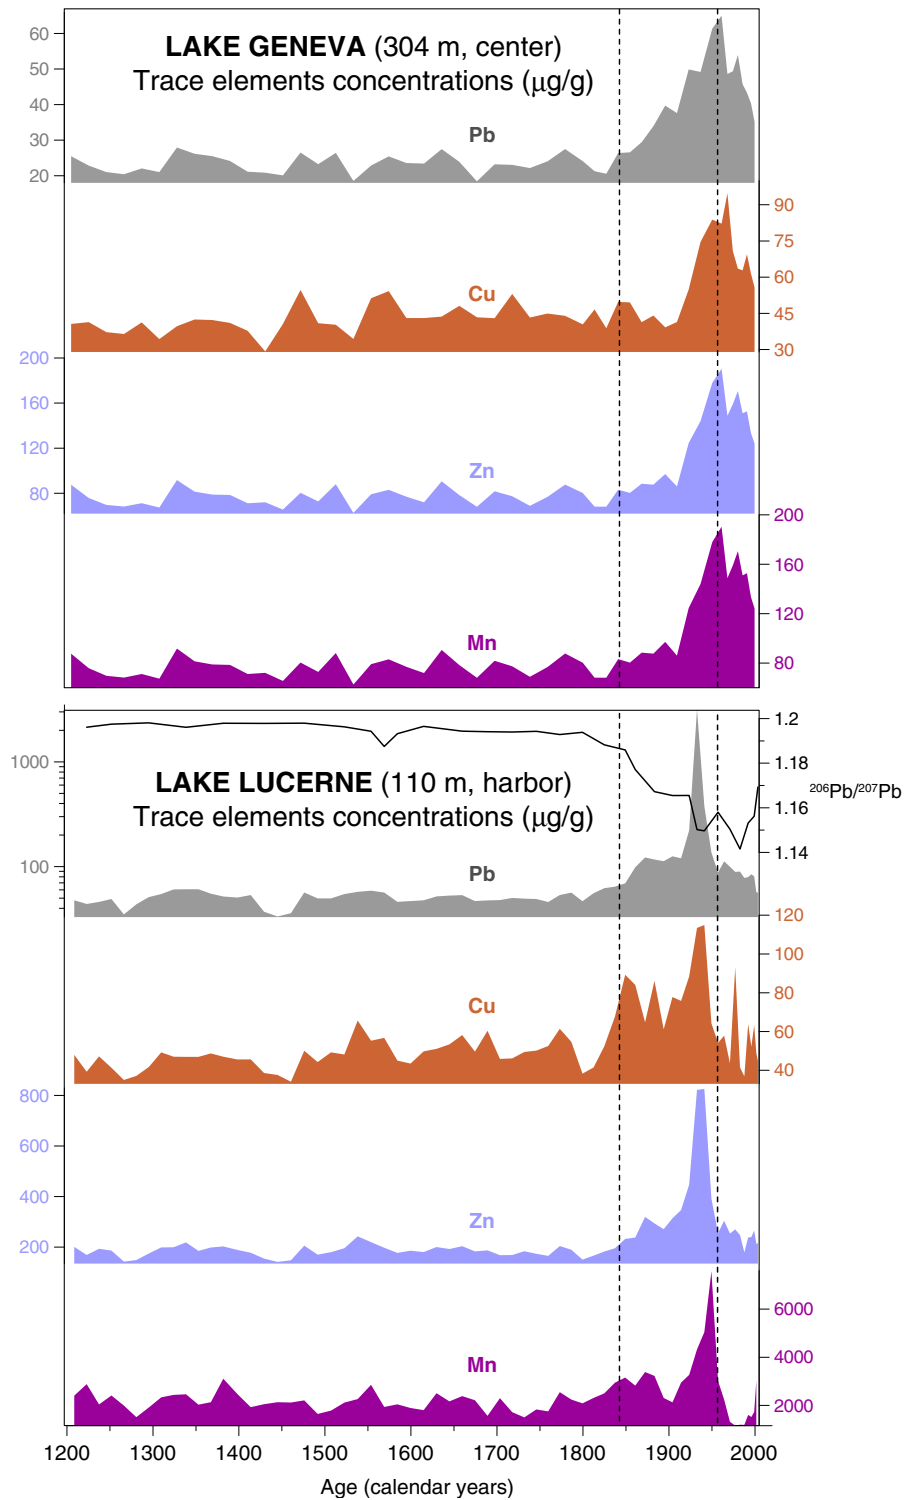 LAKE GENEVA (304 m, center)
Trace elements concentrations (µg/g)
60
50
40
30
20
Pb
90
75
60
45
30
Cu
200
160
120
80
Zn
200
160
120
80
Mn
LAKE LUCERNE (110 m, harbor)
Trace elements concentrations (µg/g)
1.2
1.18
1.16
1.14
²⁰⁶Pb/²⁰⁷Pb
1000
100
Pb
120
100
80
60
40
Cu
800
600
400
200
Zn
6000
4000
2000
Mn
1200 1300 1400 1500 1600 1700 1800 1900 2000
Age (calendar years)